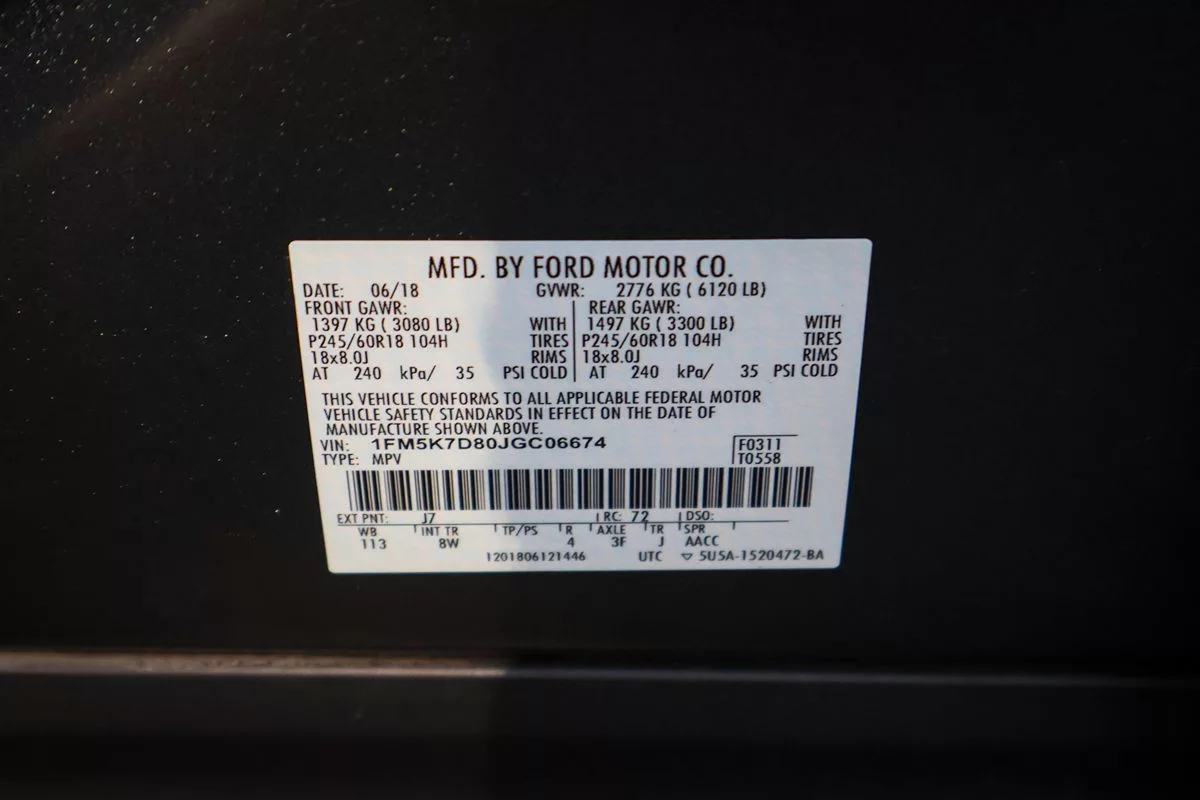 MFD. BY FORD MOTOR CO.
DATE: 06/18 GVWR: 2776 KG ( 6120 LB)
FRONT GAWR: REAR GAWR:
1397 KG ( 3080 LB) WITH 1497 KG ( 3300 LB) WITH
P245/60R18 104H TIRES P245/60R18 104H TIRES
18x8.0J RIMS 18x8.0J RIMS
AT 240 kPa/ 35 PSI COLD AT 240 kPa/ 35 PSI COLD
THIS VEHICLE CONFORMS TO ALL APPLICABLE FEDERAL MOTOR
VEHICLE SAFETY STANDARDS IN EFFECT ON THE DATE OF
MANUFACTURE SHOWN ABOVE.
VIN: 1FM5K7D80JGC06674 F0311
TYPE: MPV T0558
EXT PNT: J7 RC: 72 DSO:
WB INT TR TP/PS R AXLE TR SPR
113 8W 4 3F J AACC
1201806121446 UTC ▽ 5U5A-1520472-BA